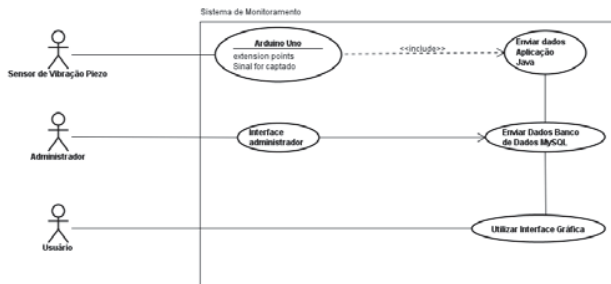 Sistema de Monitoramento
Arduino Uno
extension points
Sinal for captado
<<include>>
Enviar dados
Aplicação
Java
Sensor de Vibração Piezo
Interface
administrador
Enviar Dados Banco
de Dados MySQL
Administrador
Utilizar Interface Gráfica
Usuário